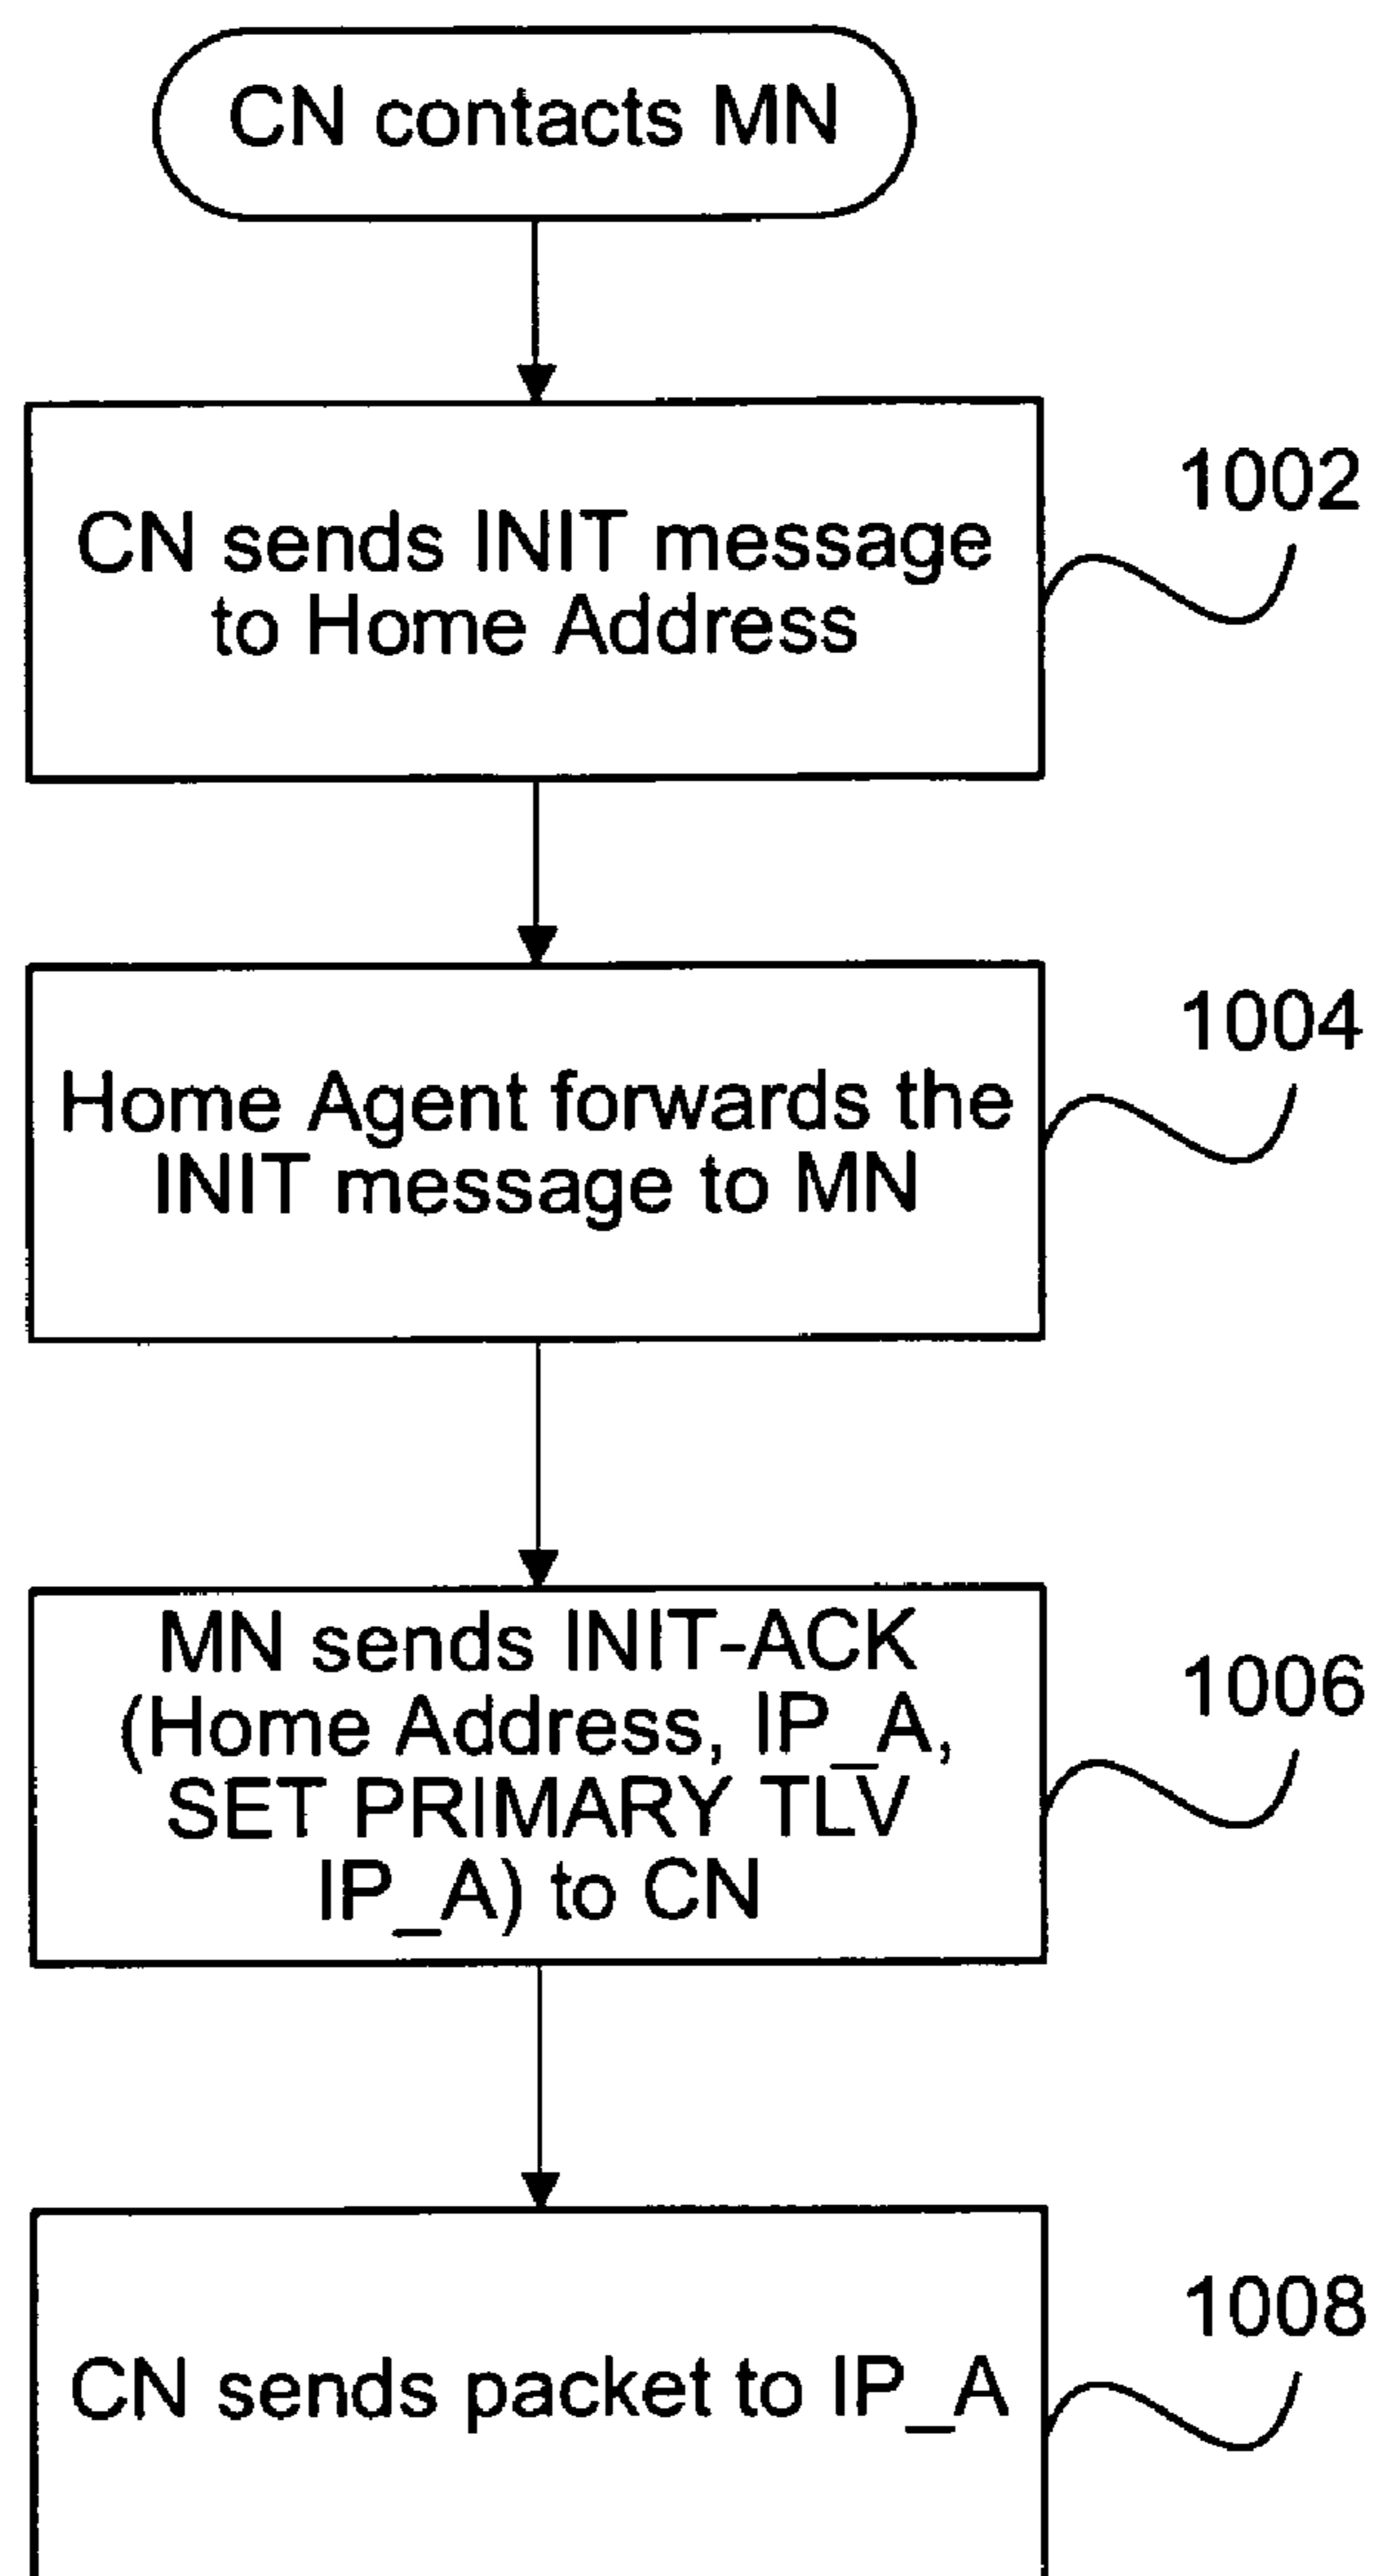 CN contacts MN
CN sends INIT message
to Home Address
1002
Home Agent forwards the
INIT message to MN
1004
MN sends INIT-ACK
(Home Address, IP_A,
SET PRIMARY TLV
IP_A) to CN
1006
CN sends packet to IP_A
1008